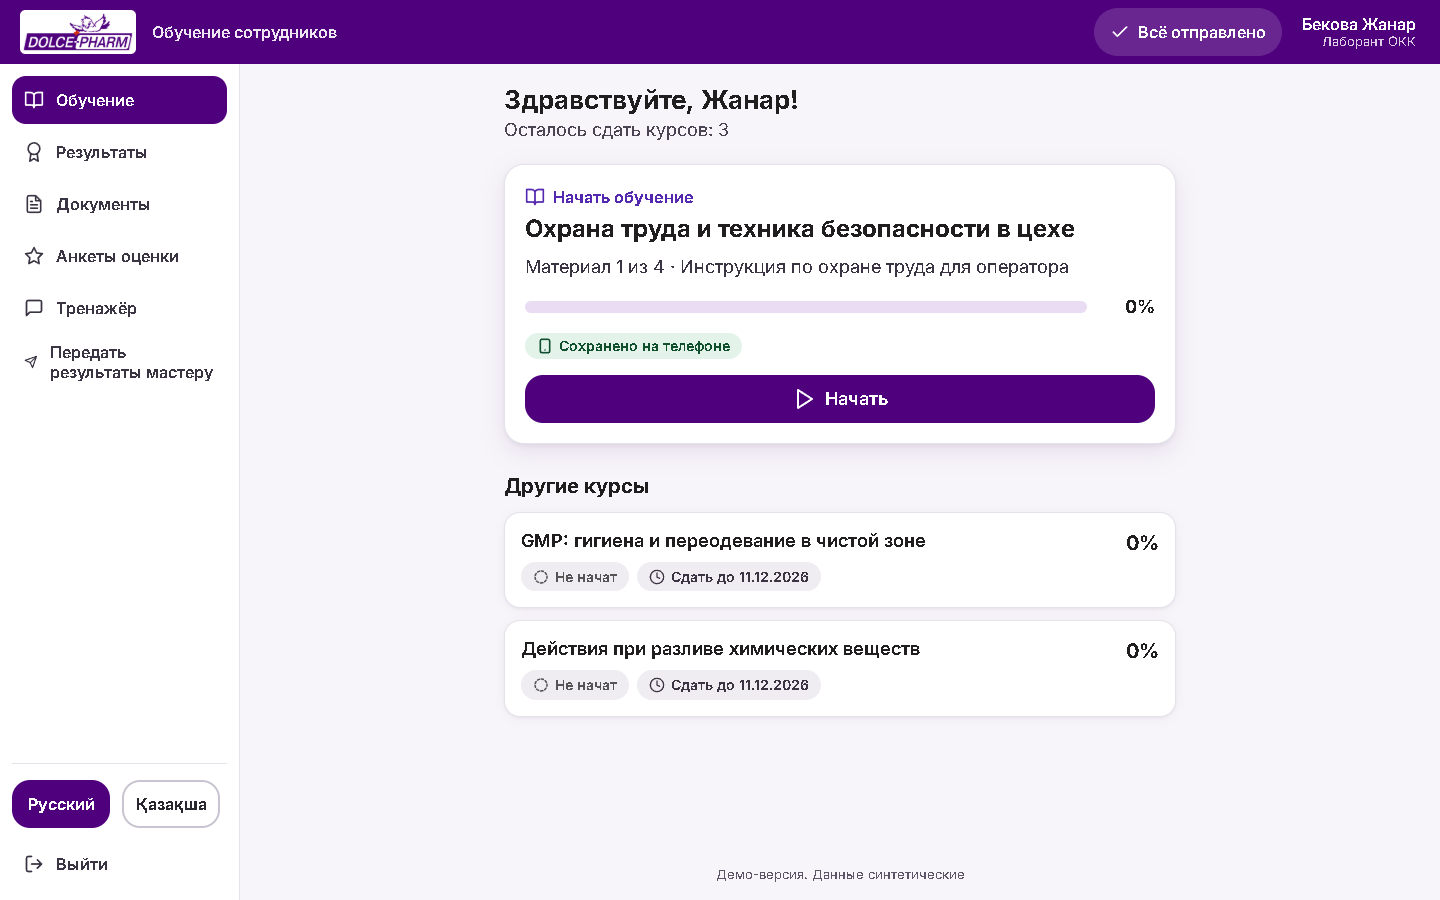 DOLCE-PHARM
Обучение сотрудников
Всё отправлено
Бекова Жанар
Лаборант ОКК
Обучение
Результаты
Документы
Анкеты оценки
Тренажёр
Передать
результаты мастеру
Русский
Қазақша
Выйти
Здравствуйте, Жанар!
Осталось сдать курсов: 3
Начать обучение
Охрана труда и техника безопасности в цехе
Материал 1 из 4 · Инструкция по охране труда для оператора
0%
Сохранено на телефоне
Начать
Другие курсы
GMP: гигиена и переодевание в чистой зоне
0%
Не начат
Сдать до 11.12.2026
Действия при разливе химических веществ
0%
Не начат
Сдать до 11.12.2026
Демо-версия. Данные синтетические